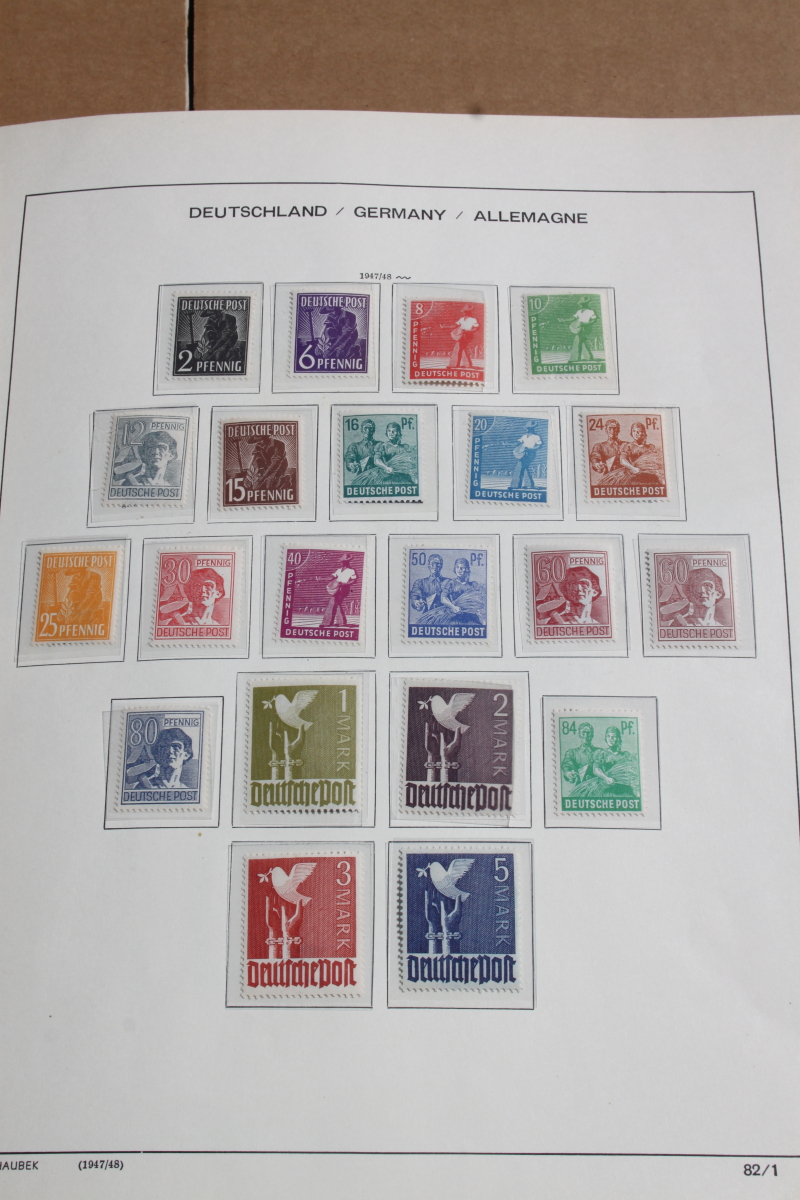 DEUTSCHLAND / GERMANY / ALLEMAGNE
1947/48
DEUTSCHE POST
2 PFENNIG
DEUTSCHE POST
6 PFENNIG
8
PFENNIG
DEUTSCHE POST
10
PFENNIG
DEUTSCHE POST
12 PFENNIG
DEUTSCHE POST
DEUTSCHE POST
15 PFENNIG
16 Pf.
DEUTSCHE POST
20
PFENNIG
DEUTSCHE POST
24 Pf.
DEUTSCHE POST
DEUTSCHE POST
25 PFENNIG
30 PFENNIG
DEUTSCHE POST
40
PFENNIG
DEUTSCHE POST
50 Pf.
DEUTSCHE POST
60 PFENNIG
DEUTSCHE POST
60 PFENNIG
DEUTSCHE POST
80 PFENNIG
DEUTSCHE POST
1 MARK
Deutsche Post
2 MARK
Deutsche Post
84 Pf.
DEUTSCHE POST
3 MARK
Deutsche Post
5 MARK
Deutsche Post
HAUBEK (1947/48) 82/1